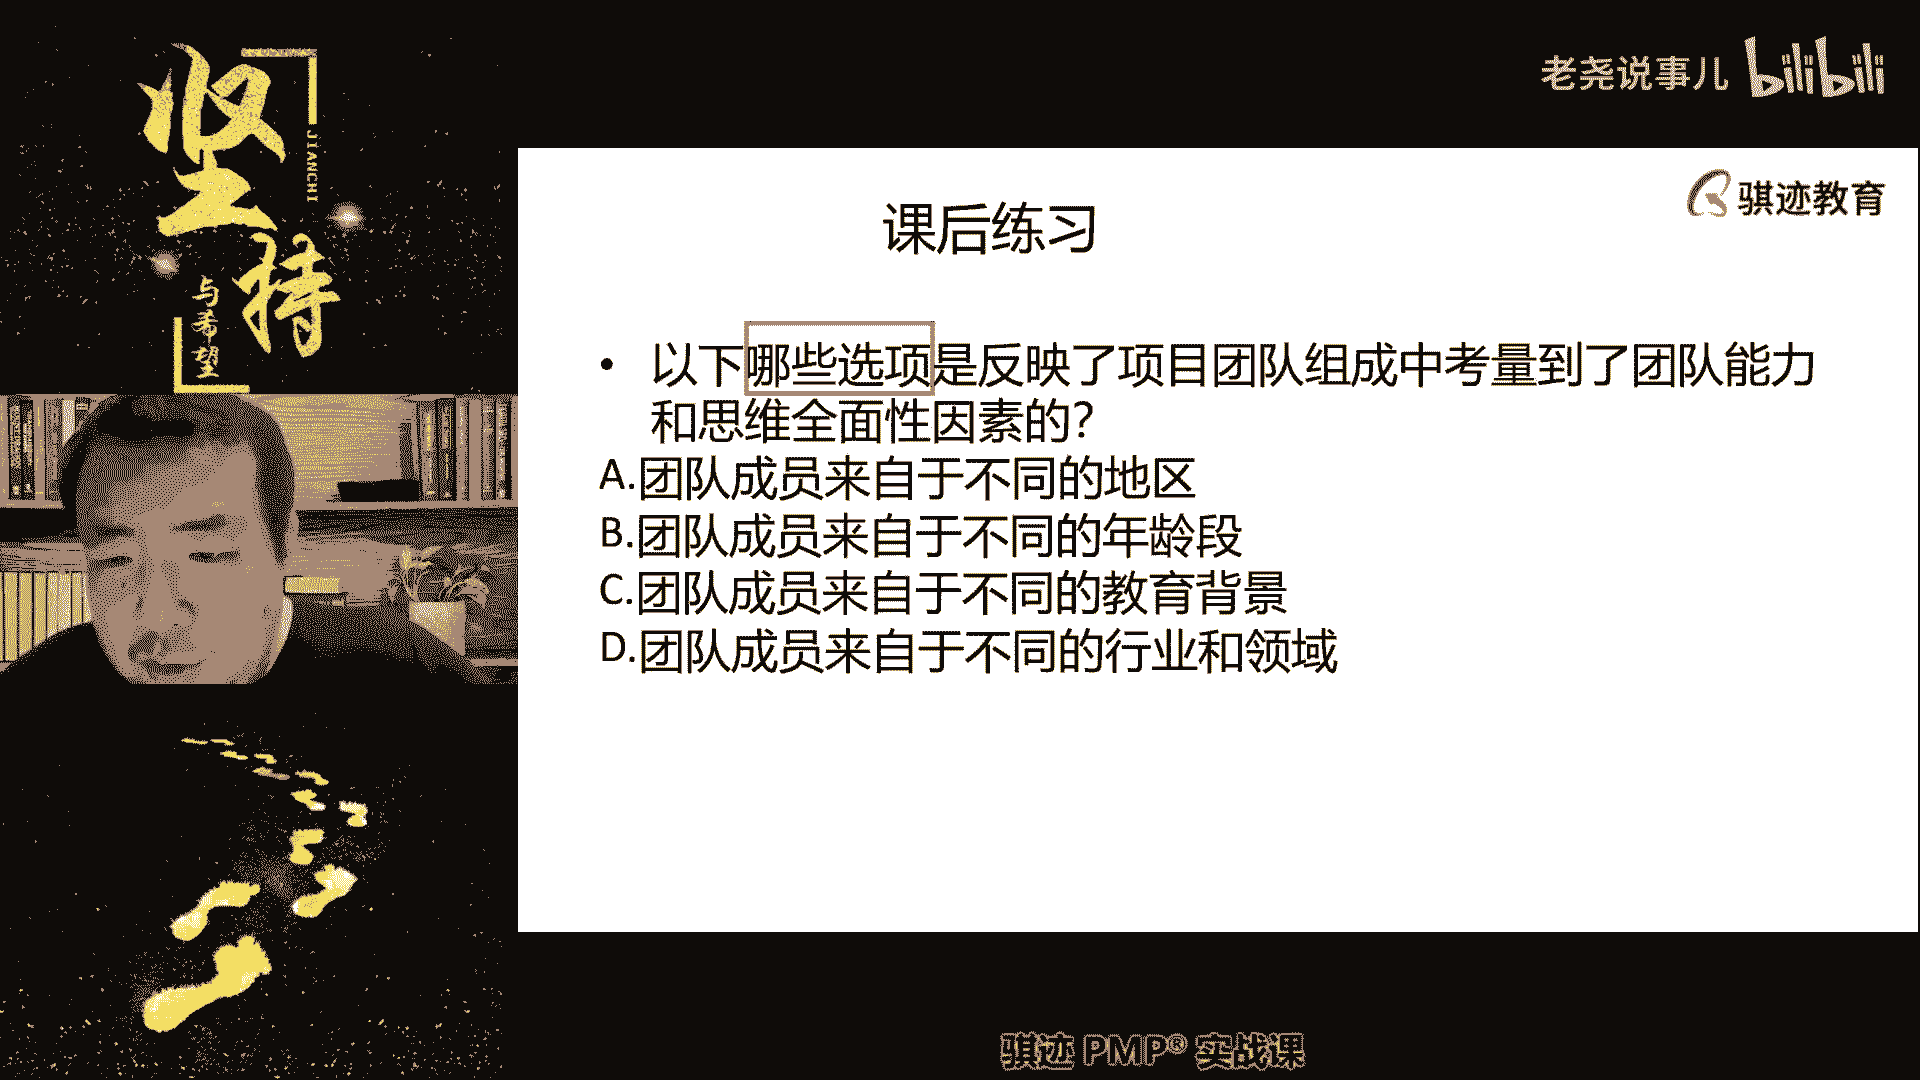 坚持
JIANCHI
与希望
老尧说事儿 bilibili
骐迹教育
课后练习
• 以下哪些选项是反映了项目团队组成中考量到了团队能力
和思维全面性因素的?
A.团队成员来自于不同的地区
B.团队成员来自于不同的年龄段
C.团队成员来自于不同的教育背景
D.团队成员来自于不同的行业和领域
骐迹 PMP® 实战课